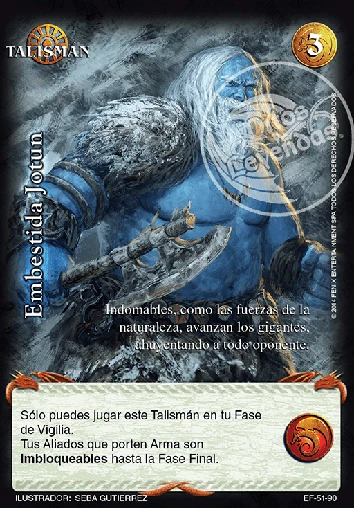 TALISMAN
3
Embestida Jotun
Mitos
Leyendas
Indomables, como las fuerzas de la
naturaleza, avanzan los gigantes,
ahuyentando a todo oponente.
Sólo puedes jugar este Talismán en tu Fase
de Vigilia.
Tus Aliados que porten Arma son
Imbloqueables hasta la Fase Final.
ILUSTRADOR: SEBA GUTIERREZ
EF-51-90